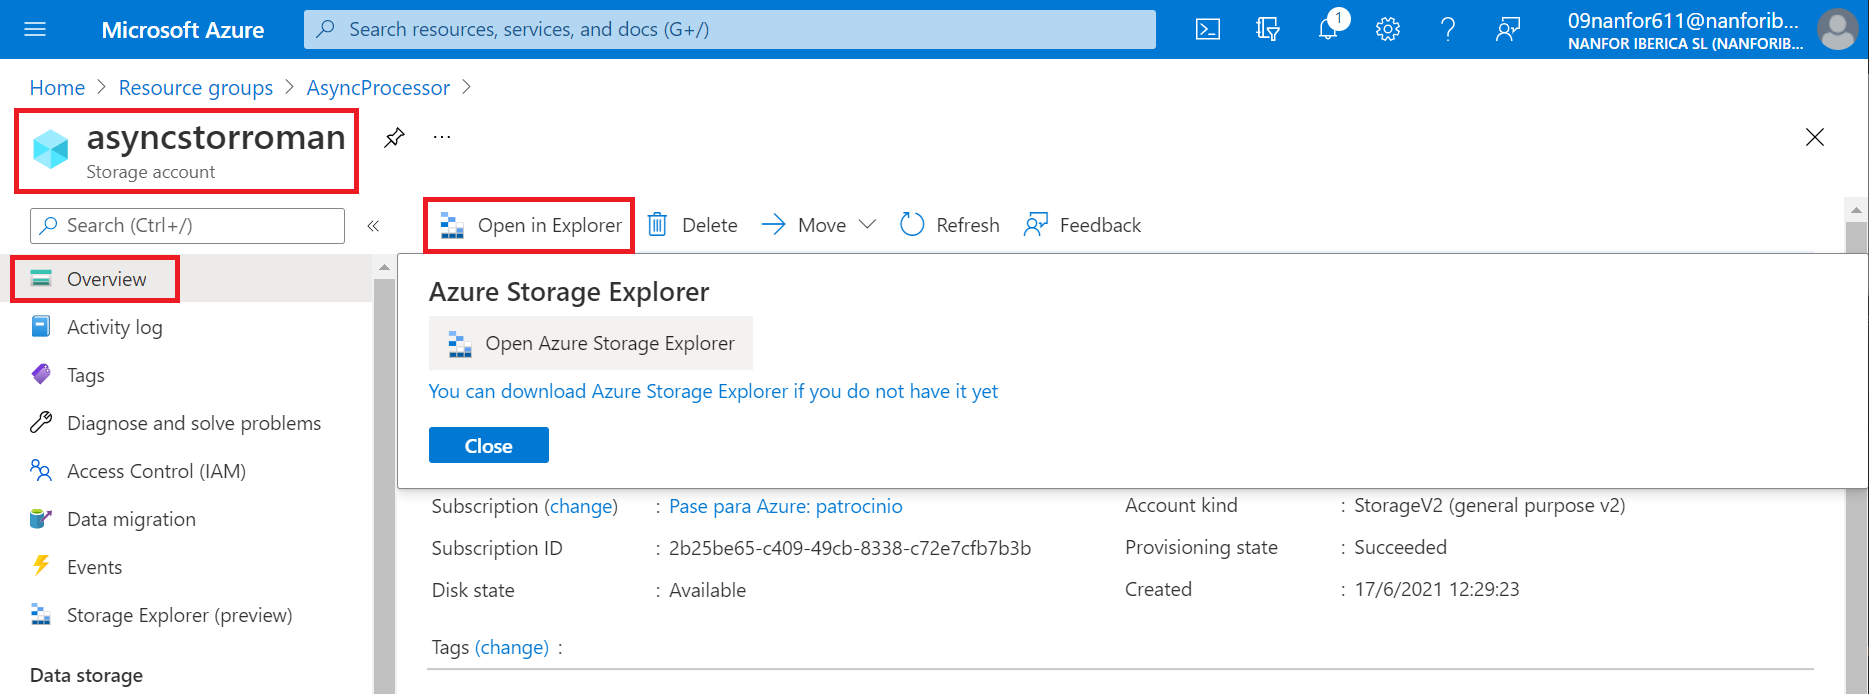 Microsoft Azure
Search resources, services, and docs (G+/)
1
09nanfor611@nanforib...
NANFOR IBERICA SL (NANFORIB...
Home > Resource groups > AsyncProcessor >
asyncstorroman
...
Storage account
Search (Ctrl+/)
«
Open in Explorer
Delete
Move
Refresh
Feedback
Overview
Activity log
Tags
Diagnose and solve problems
Access Control (IAM)
Data migration
Events
Storage Explorer (preview)
Data storage
Azure Storage Explorer
Open Azure Storage Explorer
You can download Azure Storage Explorer if you do not have it yet
Close
Subscription (change) : Pase para Azure: patrocinio
Subscription ID : 2b25be65-c409-49cb-8338-c72e7cfb7b3b
Disk state : Available
Account kind : StorageV2 (general purpose v2)
Provisioning state : Succeeded
Created : 17/6/2021 12:29:23
Tags (change) :